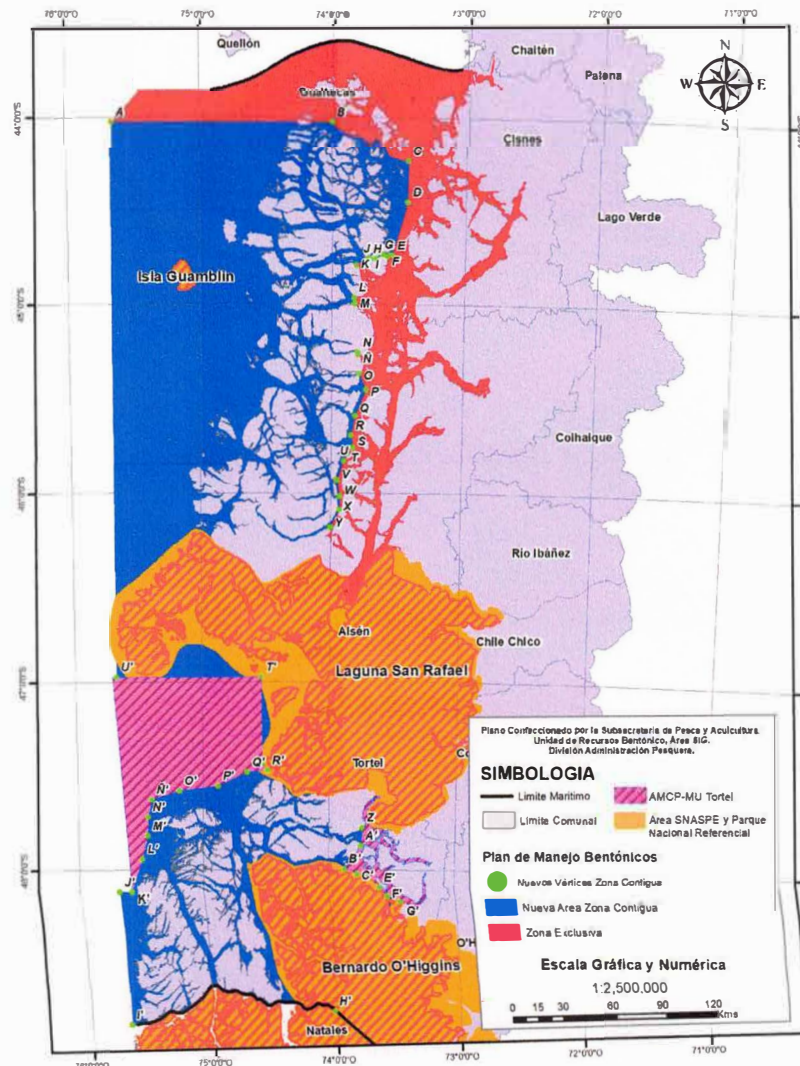 76°0'0"O 75°0'0"O 74°0'0"O 73°0'0"O 72°0'0"O 71°0'0"O
Quellón
Chaitén
Palena
N
W E
S
Guaitecas
A
B
44°0'0"S
Cisnes
C
D
Lago Verde
J H G E
K I F
Isla Guamblin
L
M
45°0'0"S
N
Ñ
O
P
Q
R
S
U T
V
W
X
Y
Coihaique
46°0'0"S
Río Ibáñez
Aisén
Chile Chico
U'
T'
Laguna San Rafael
47°0'0"S
Q' R'
Tortel
P'
O'
Ñ'
N'
M'
L'
Z
A'
B'
C'
E'
F'
G'
48°0'0"S
J'
K'
O'H
Bernardo O'Higgins
H'
I'
Natales
Plano Confeccionado por la Subsecretaría de Pesca y Acuicultura
Unidad de Recursos Bentónico, Área SIG.
División Administración Pesquera.
SIMBOLOGIA
Limite Marítimo
AMCP-MU Tortel
Limite Comunal
Área SNASPE y Parque
Nacional Referencial
Plan de Manejo Bentónicos
Nuevos Vértices Zona Contigua
Nueva Area Zona Contigua
Zona Exclusiva
Escala Gráfica y Numérica
1:2,500,000
0 15 30 60 90 120
Kms
75°0'0"O 74°0'0"O 73°0'0"O 72°0'0"O 71°0'0"O